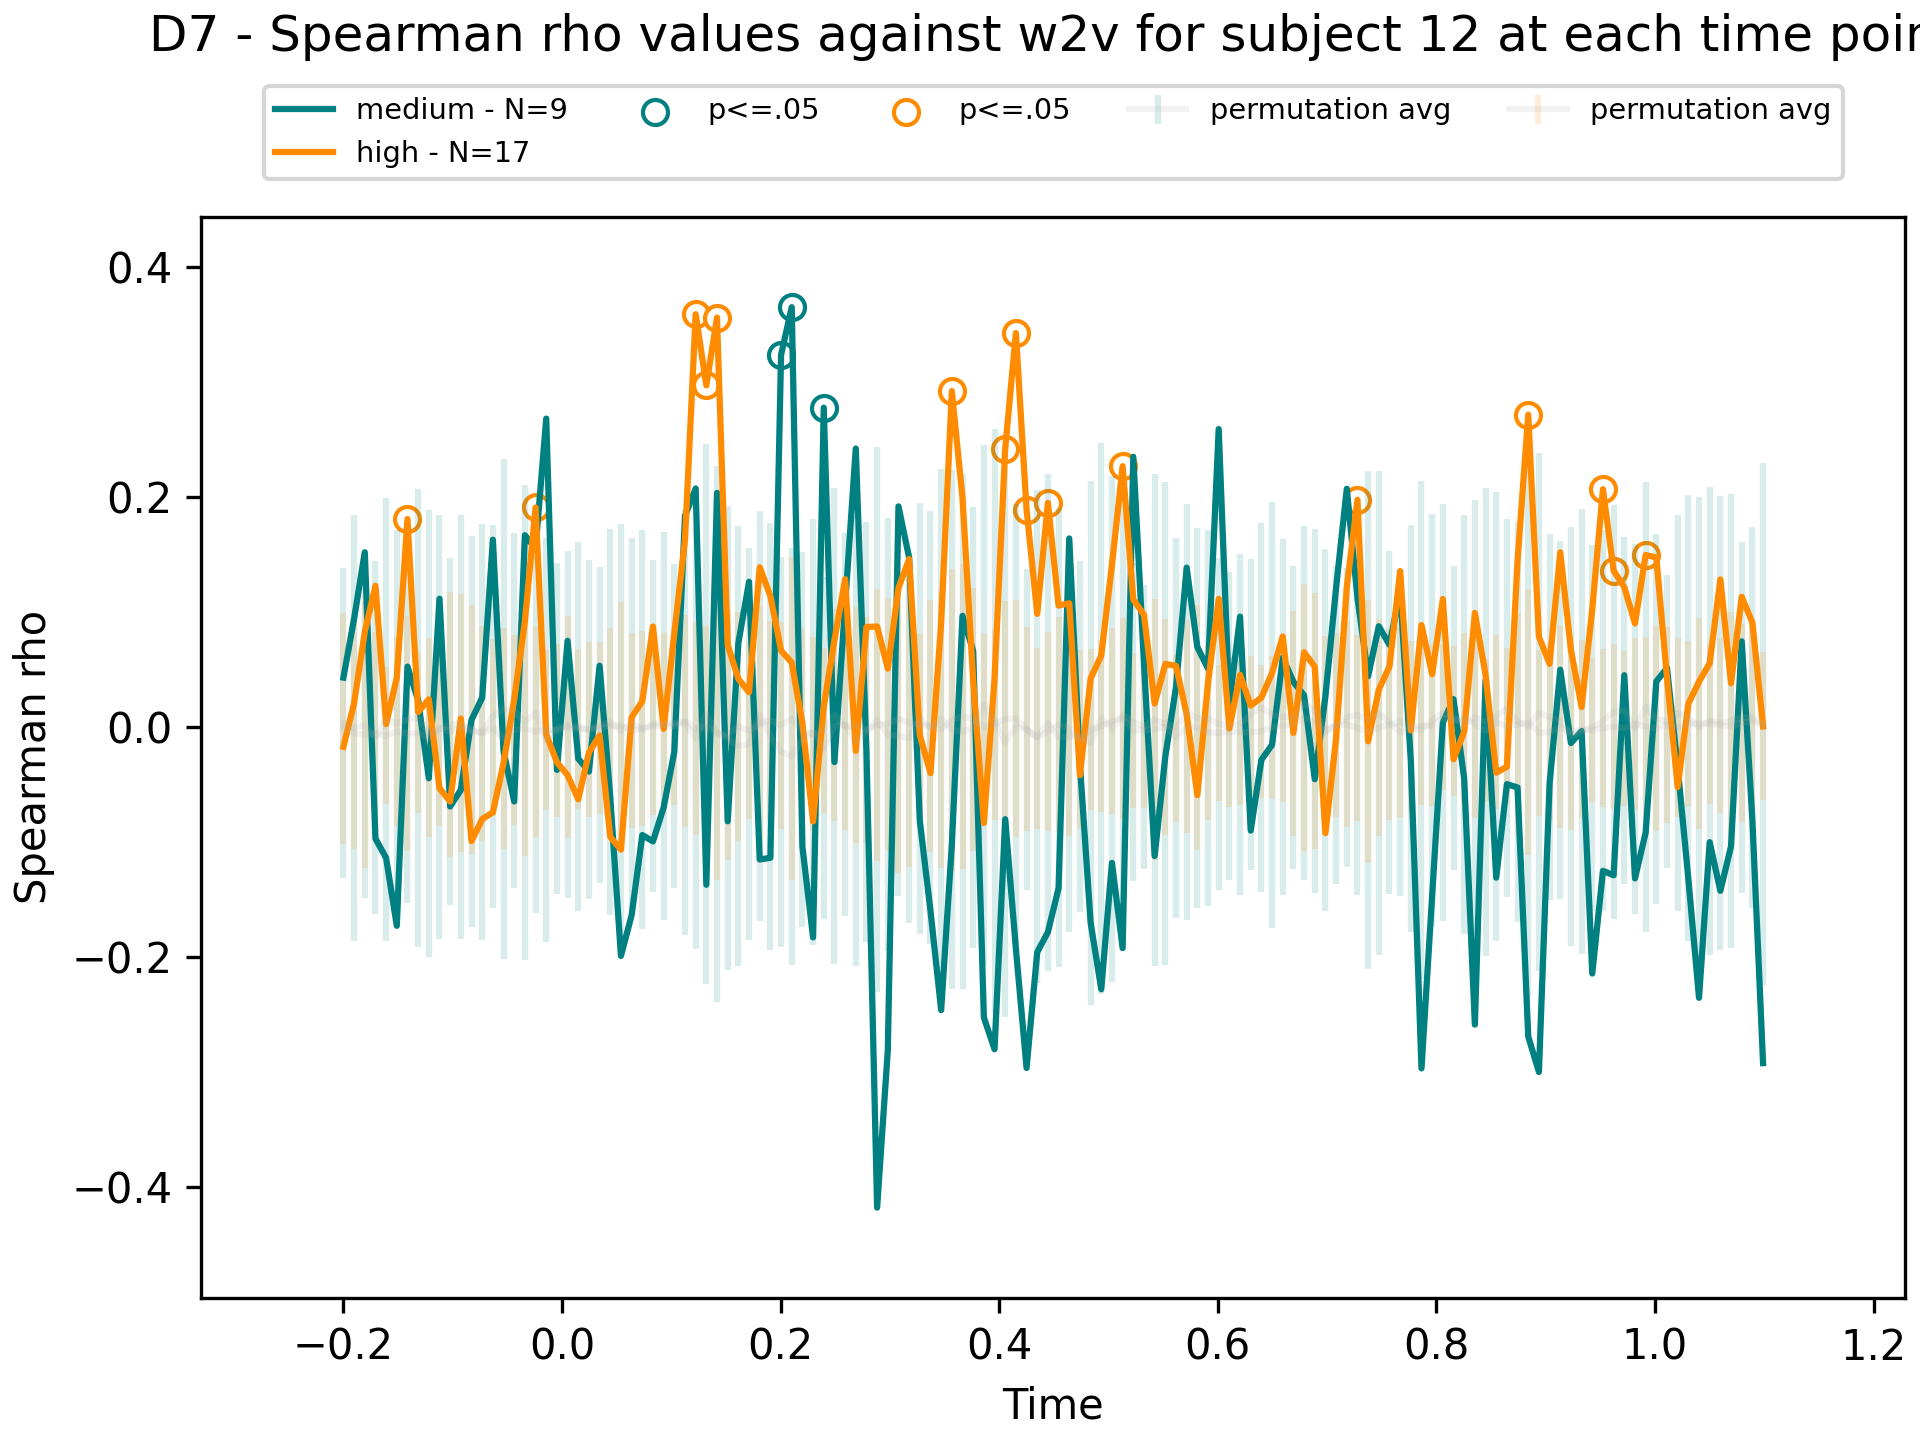 D7 - Spearman rho values against w2v for subject 12 at each time poin
medium - N=9
high - N=17
p<=.05
p<=.05
permutation avg
permutation avg
Spearman rho
0.4
0.2
0.0
−0.2
−0.4
−0.2
0.0
0.2
0.4
0.6
0.8
1.0
1.2
Time